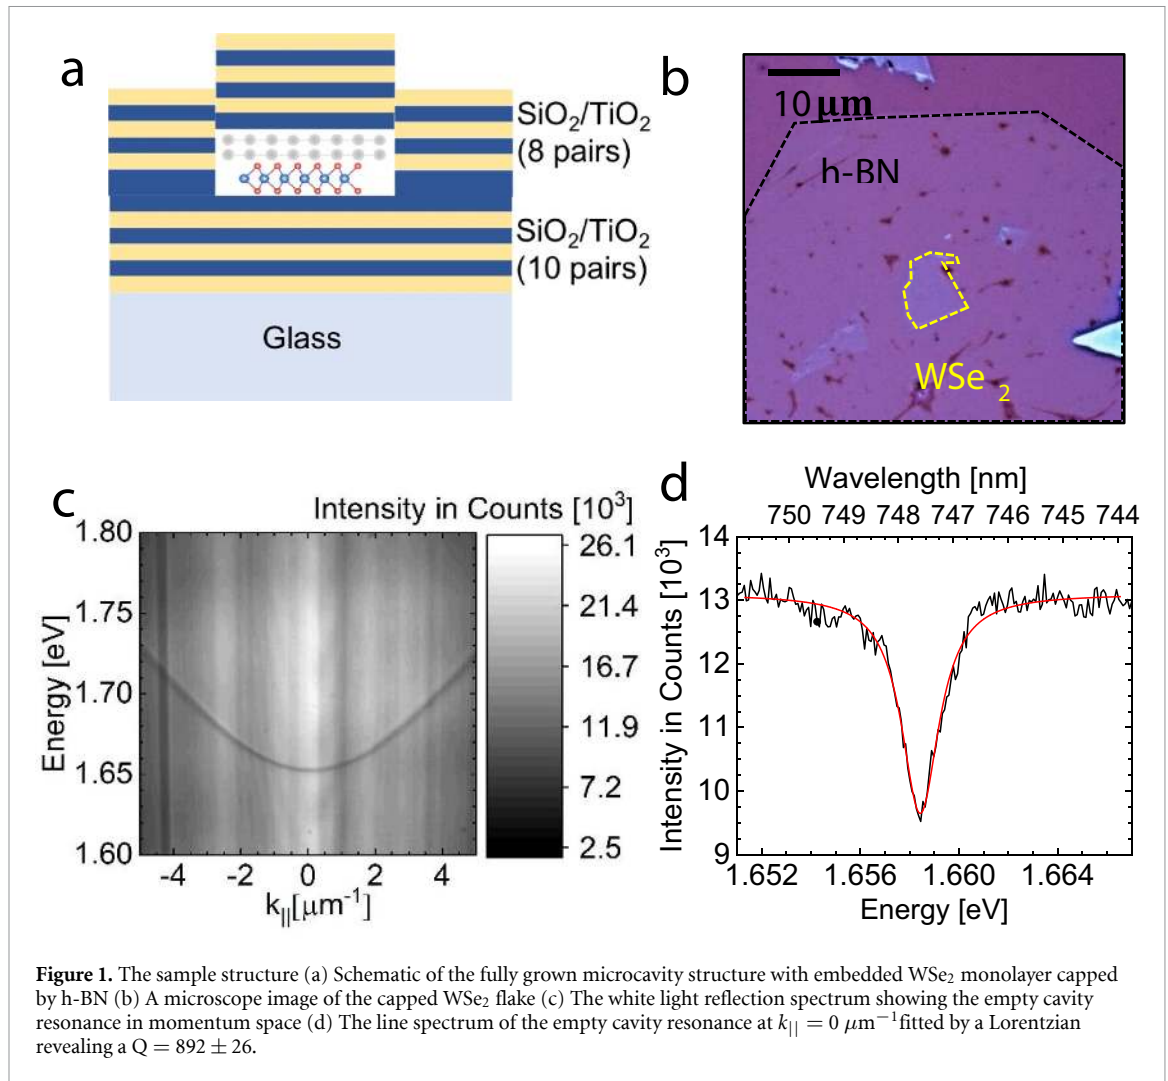 a
SiO₂/TiO₂
(8 pairs)
SiO₂/TiO₂
(10 pairs)
Glass
b
10 μm
h-BN
WSe ₂
c
Intensity in Counts [10³]
1.80
1.75
1.70
1.65
1.60
Energy [eV]
-4 -2 0 2 4
k||[μm⁻¹]
26.1
21.4
16.7
11.9
7.2
2.5
d
Wavelength [nm]
750 749 748 747 746 745 744
14
13
12
11
10
9
Intensity in Counts [10³]
1.652 1.656 1.660 1.664
Energy [eV]
Figure 1. The sample structure (a) Schematic of the fully grown microcavity structure with embedded WSe₂ monolayer capped
by h-BN (b) A microscope image of the capped WSe₂ flake (c) The white light reflection spectrum showing the empty cavity
resonance in momentum space (d) The line spectrum of the empty cavity resonance at k|| = 0 μm⁻¹fitted by a Lorentzian
revealing a Q = 892 ± 26.